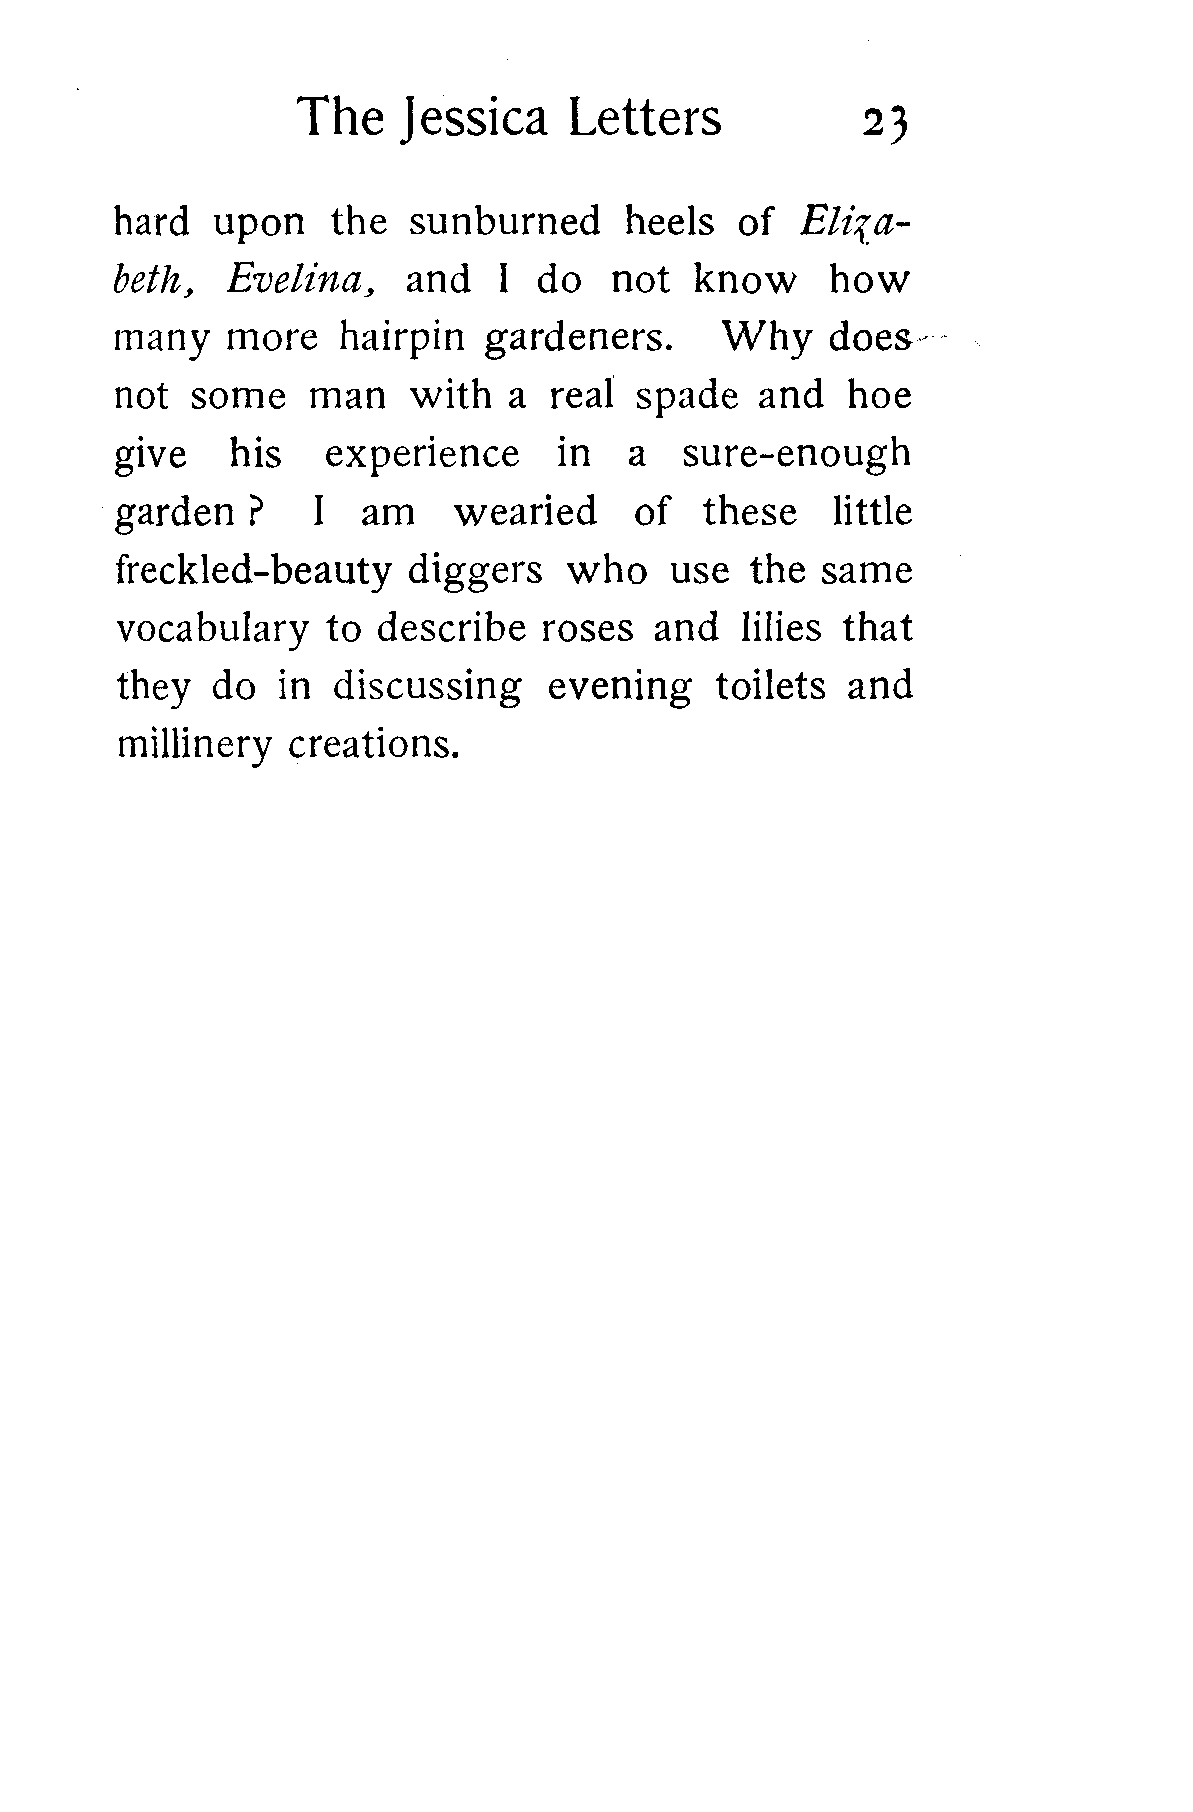 The Jessica Letters 23
hard upon the sunburned heels of Eliza-
beth, Evelina, and I do not know how
many more hairpin gardeners. Why does
not some man with a real spade and hoe
give his experience in a sure-enough
garden ? I am wearied of these little
freckled-beauty diggers who use the same
vocabulary to describe roses and lilies that
they do in discussing evening toilets and
millinery creations.